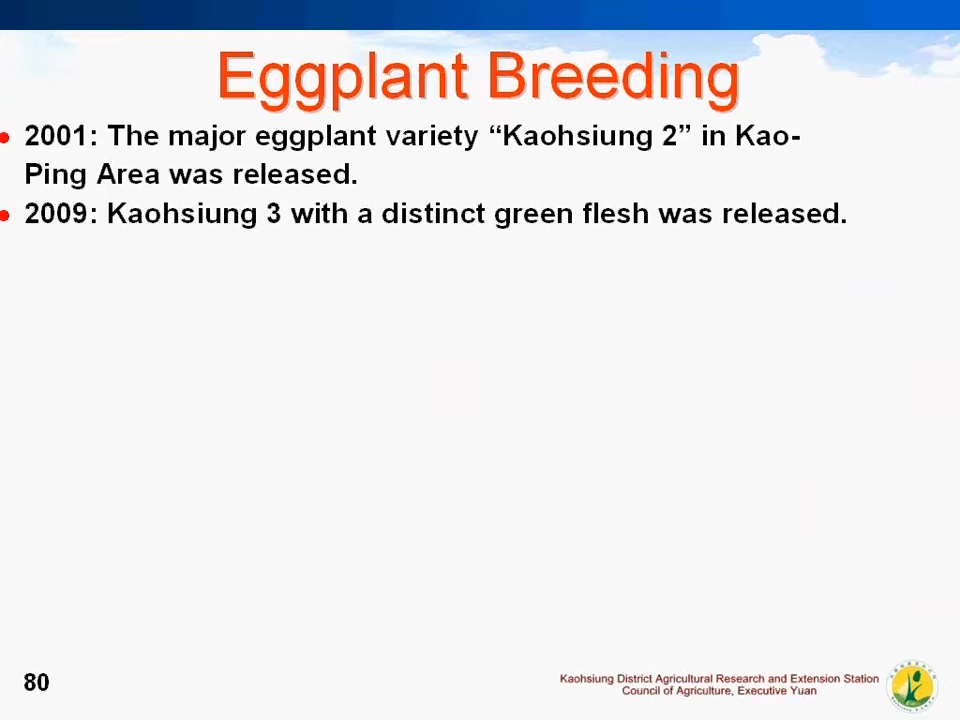 Eggplant Breeding
2001: The major eggplant variety “Kaohsiung 2” in Kao-
Ping Area was released.
2009: Kaohsiung 3 with a distinct green flesh was released.
80
Kaohsiung District Agricultural Research and Extension Station
Council of Agriculture, Executive Yuan